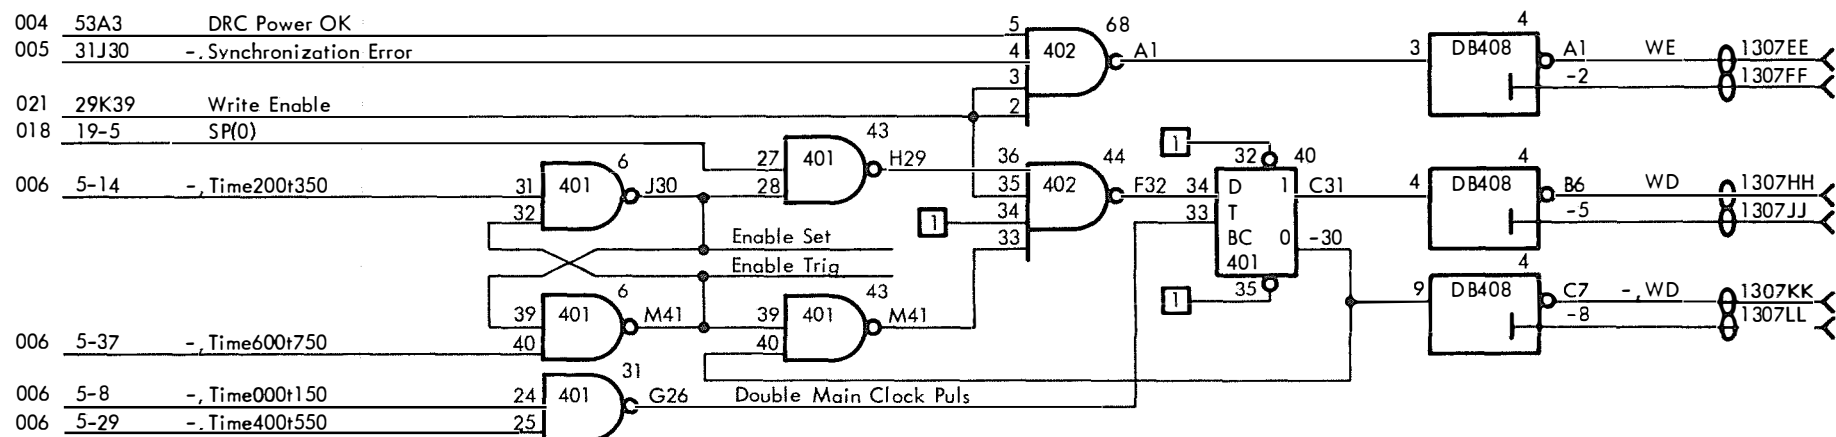 004 53A3 DRC Power OK 5 68 4
005 31J30 -. Synchronization Error 4 402 A1 3 DB408 A1 WE 1307EE
3 -2 1307FF
021 29K39 Write Enable 2
018 19-5 SP(0) 43 1
6 27 401 H29 36 44 32 40 4
006 5-14 -, Time200t350 31 401 J30 28 35 402 F32 34 D 1 C31 4 DB408 B6 WD 1307HH
32 1 34 33 T -5 1307JJ
Enable Set 33 BC 0 -30
Enable Trig 401 4
6 43 1 35 9 DB408 C7 -, WD 1307KK
39 401 M41 39 401 M41 -8 1307LL
006 5-37 -, Time600t750 40 40
31
006 5-8 -, Time000t150 24 401 G26 Double Main Clock Puls
006 5-29 -. Time400t550 25